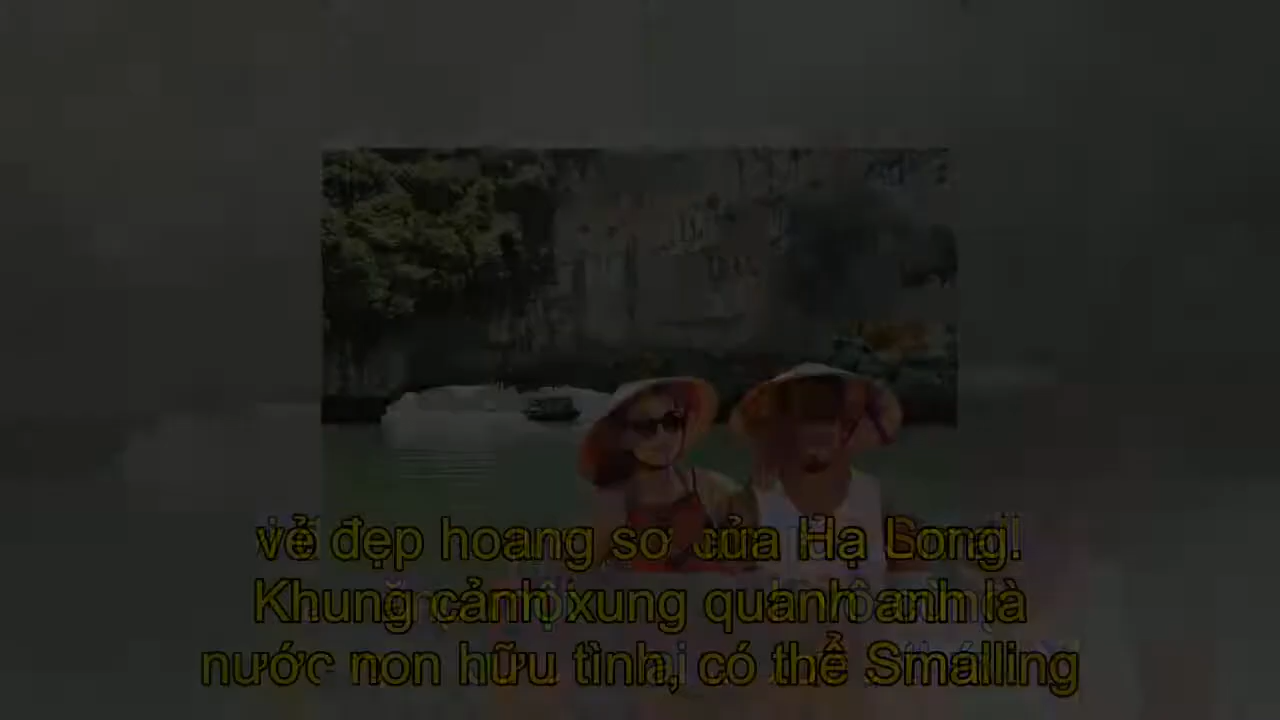 vẻ đẹp hoang sơ của Hạ Long.
Khung cảnh xung quanh anh là
nước non hữu tình, có thể Smalling